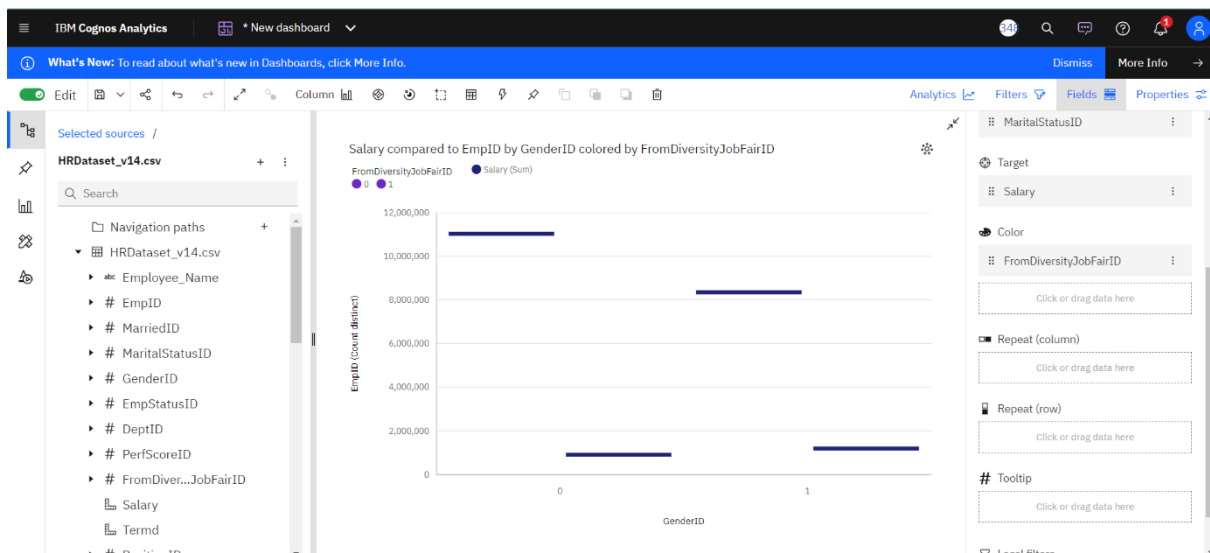 IBM Cognos Analytics
* New dashboard
348
1
What's New: To read about what's new in Dashboards, click More Info.
Dismiss
More Info
Edit
Column
Analytics
Filters
Fields
Properties
Selected sources /
HRDataset_v14.csv
Search
Navigation paths
HRDataset_v14.csv
abc Employee_Name
# EmpID
# MarriedID
# MaritalStatusID
# GenderID
# EmpStatusID
# DeptID
# PerfScoreID
# FromDiver...JobFairID
Salary
Termd
Salary compared to EmpID by GenderID colored by FromDiversityJobFairID
FromDiversityJobFairID
0 1
Salary (Sum)
12,000,000
10,000,000
8,000,000
6,000,000
4,000,000
2,000,000
0
EmpID (Count distinct)
0
1
GenderID
MaritalStatusID
Target
Salary
Color
FromDiversityJobFairID
Click or drag data here
Repeat (column)
Click or drag data here
Repeat (row)
Click or drag data here
# Tooltip
Click or drag data here